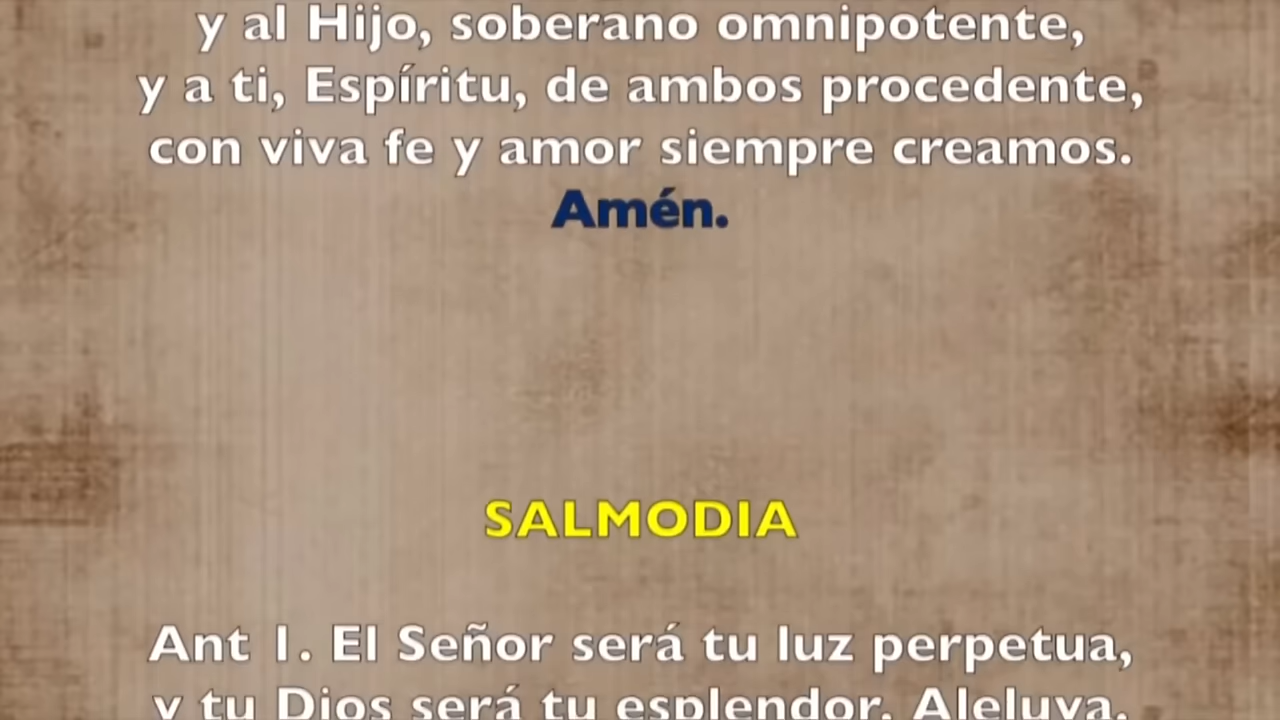 y al Hijo, soberano omnipotente,
y a ti, Espíritu, de ambos procedente,
con viva fe y amor siempre creamos.
Amén.
SALMODIA
Ant 1. El Señor será tu luz perpetua,
y tu Dios será tu esplendor. Aleluya.